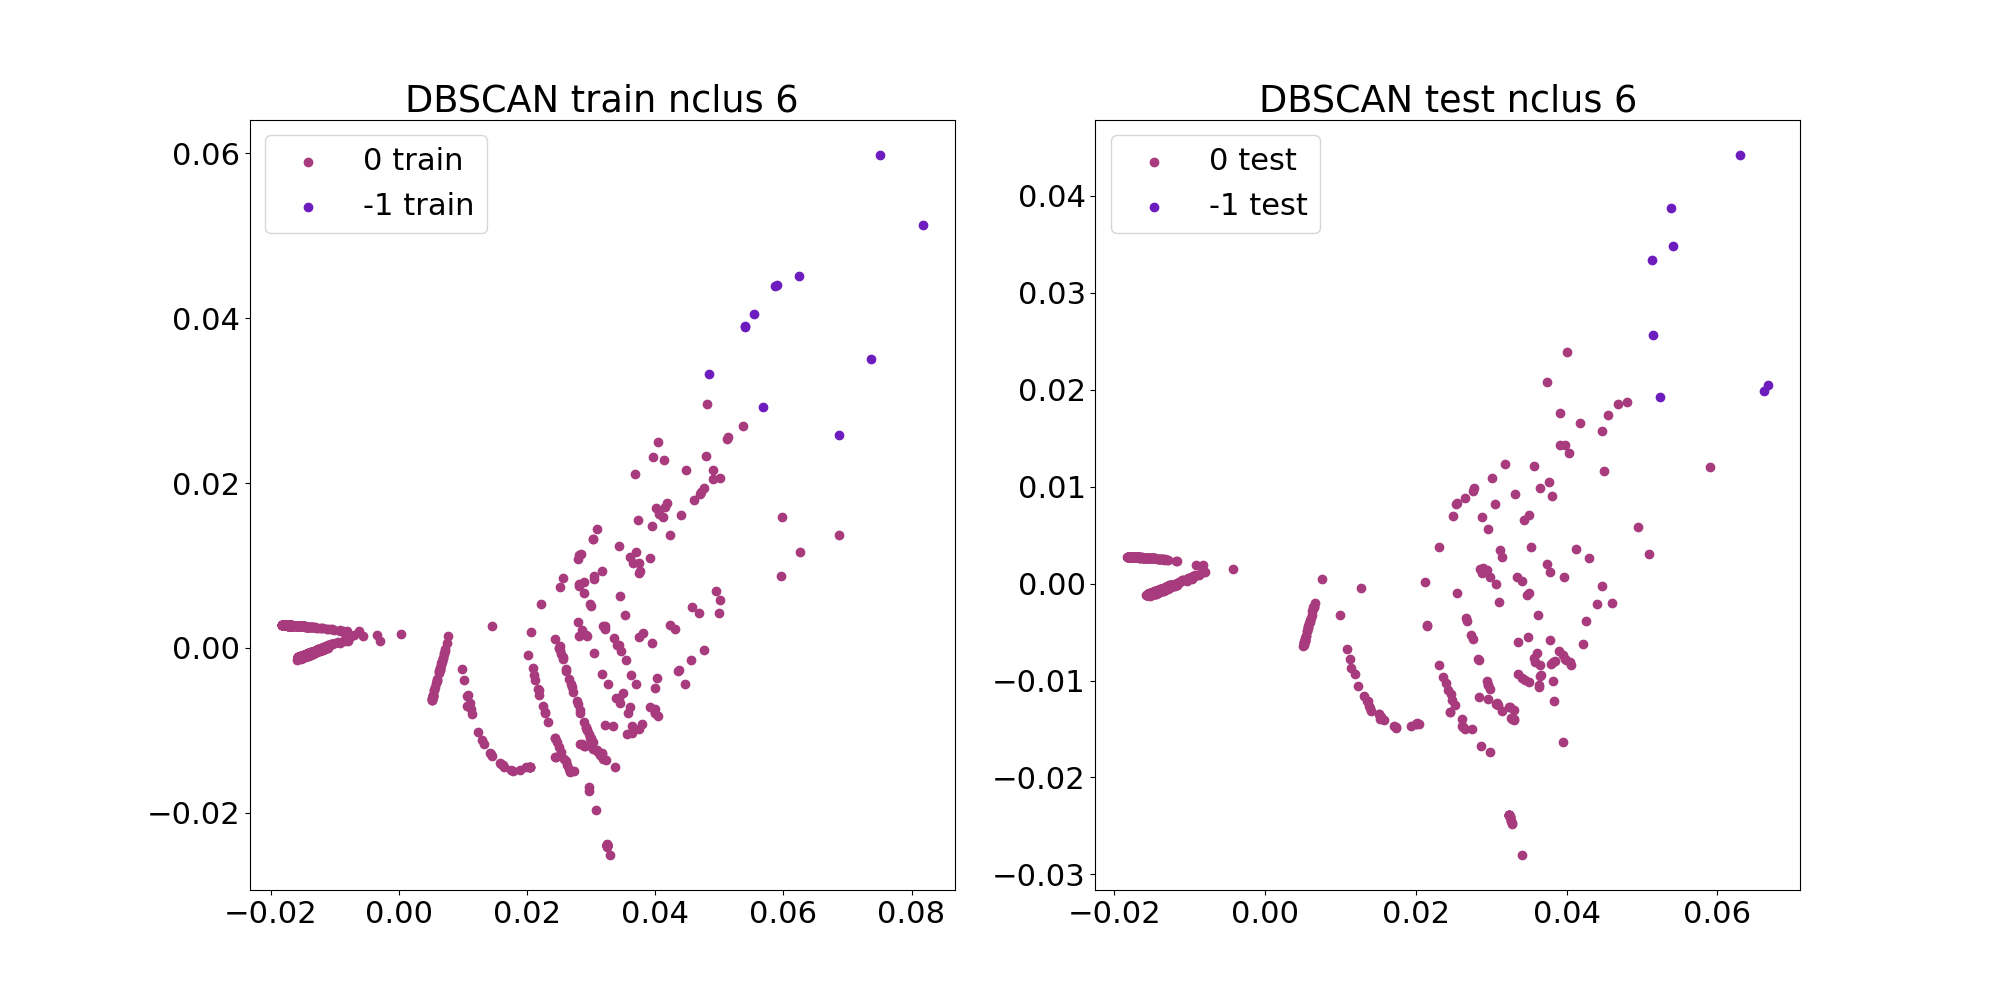 DBSCAN train nclus 6
0 train
-1 train
0.06
0.04
0.02
0.00
−0.02
−0.02 0.00 0.02 0.04 0.06 0.08
DBSCAN test nclus 6
0 test
-1 test
0.04
0.03
0.02
0.01
0.00
−0.01
−0.02
−0.03
−0.02 0.00 0.02 0.04 0.06